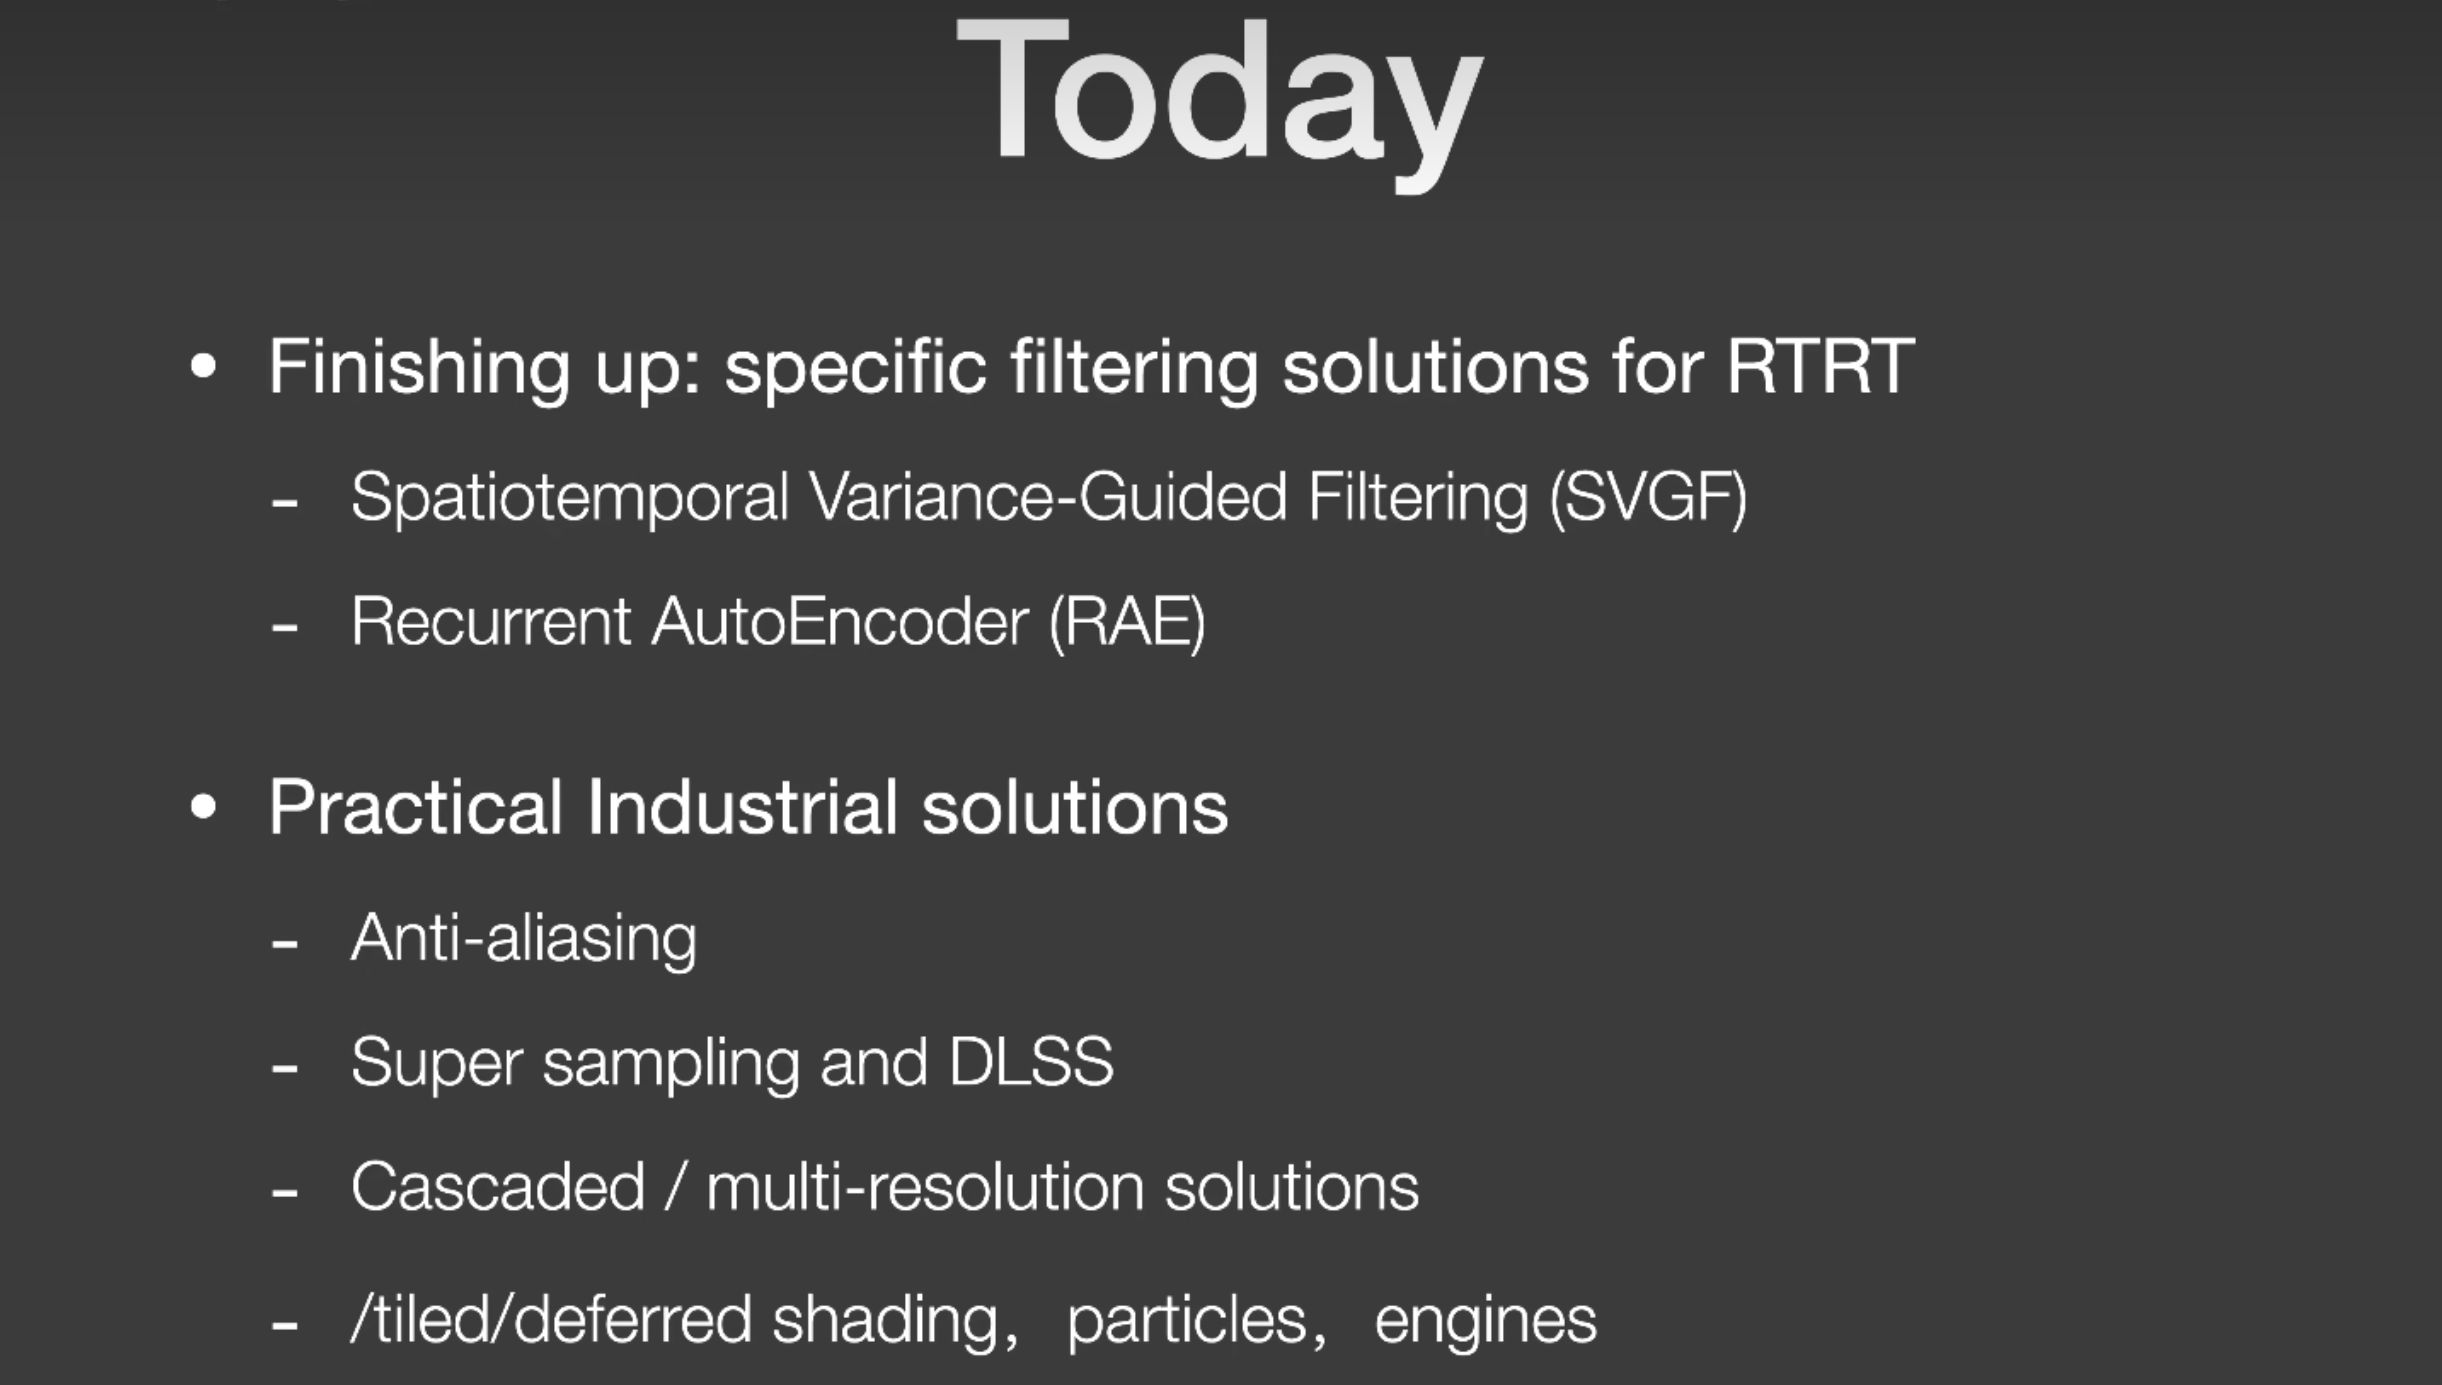 Today
• Finishing up: specific filtering solutions for RTRT
- Spatiotemporal Variance-Guided Filtering (SVGF)
- Recurrent AutoEncoder (RAE)
• Practical Industrial solutions
- Anti-aliasing
- Super sampling and DLSS
- Cascaded / multi-resolution solutions
- /tiled/deferred shading, particles, engines